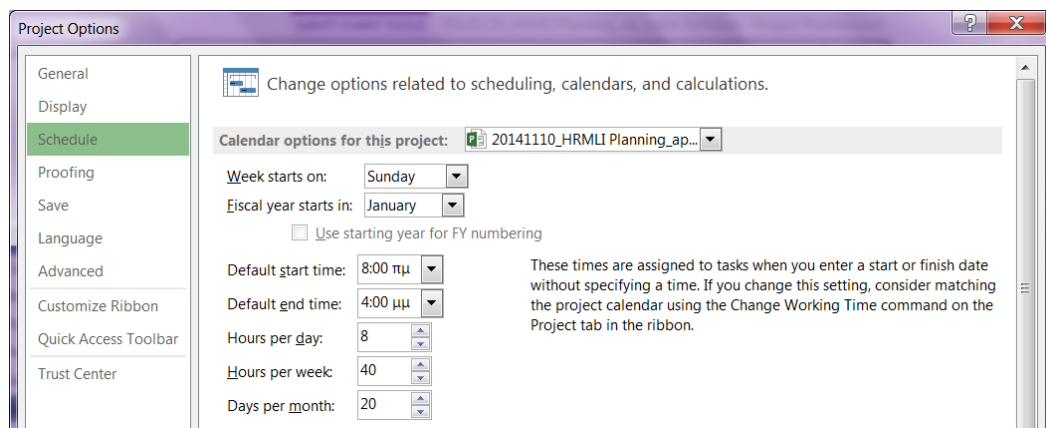 Project Options
General
Display
Schedule
Proofing
Save
Language
Advanced
Customize Ribbon
Quick Access Toolbar
Trust Center
Change options related to scheduling, calendars, and calculations.
Calendar options for this project: 20141110_HRMLI Planning_ap...
Week starts on: Sunday
Fiscal year starts in: January
Use starting year for FY numbering
Default start time: 8:00 πμ
Default end time: 4:00 μμ
Hours per day: 8
Hours per week: 40
Days per month: 20
These times are assigned to tasks when you enter a start or finish date
without specifying a time. If you change this setting, consider matching
the project calendar using the Change Working Time command on the
Project tab in the ribbon.